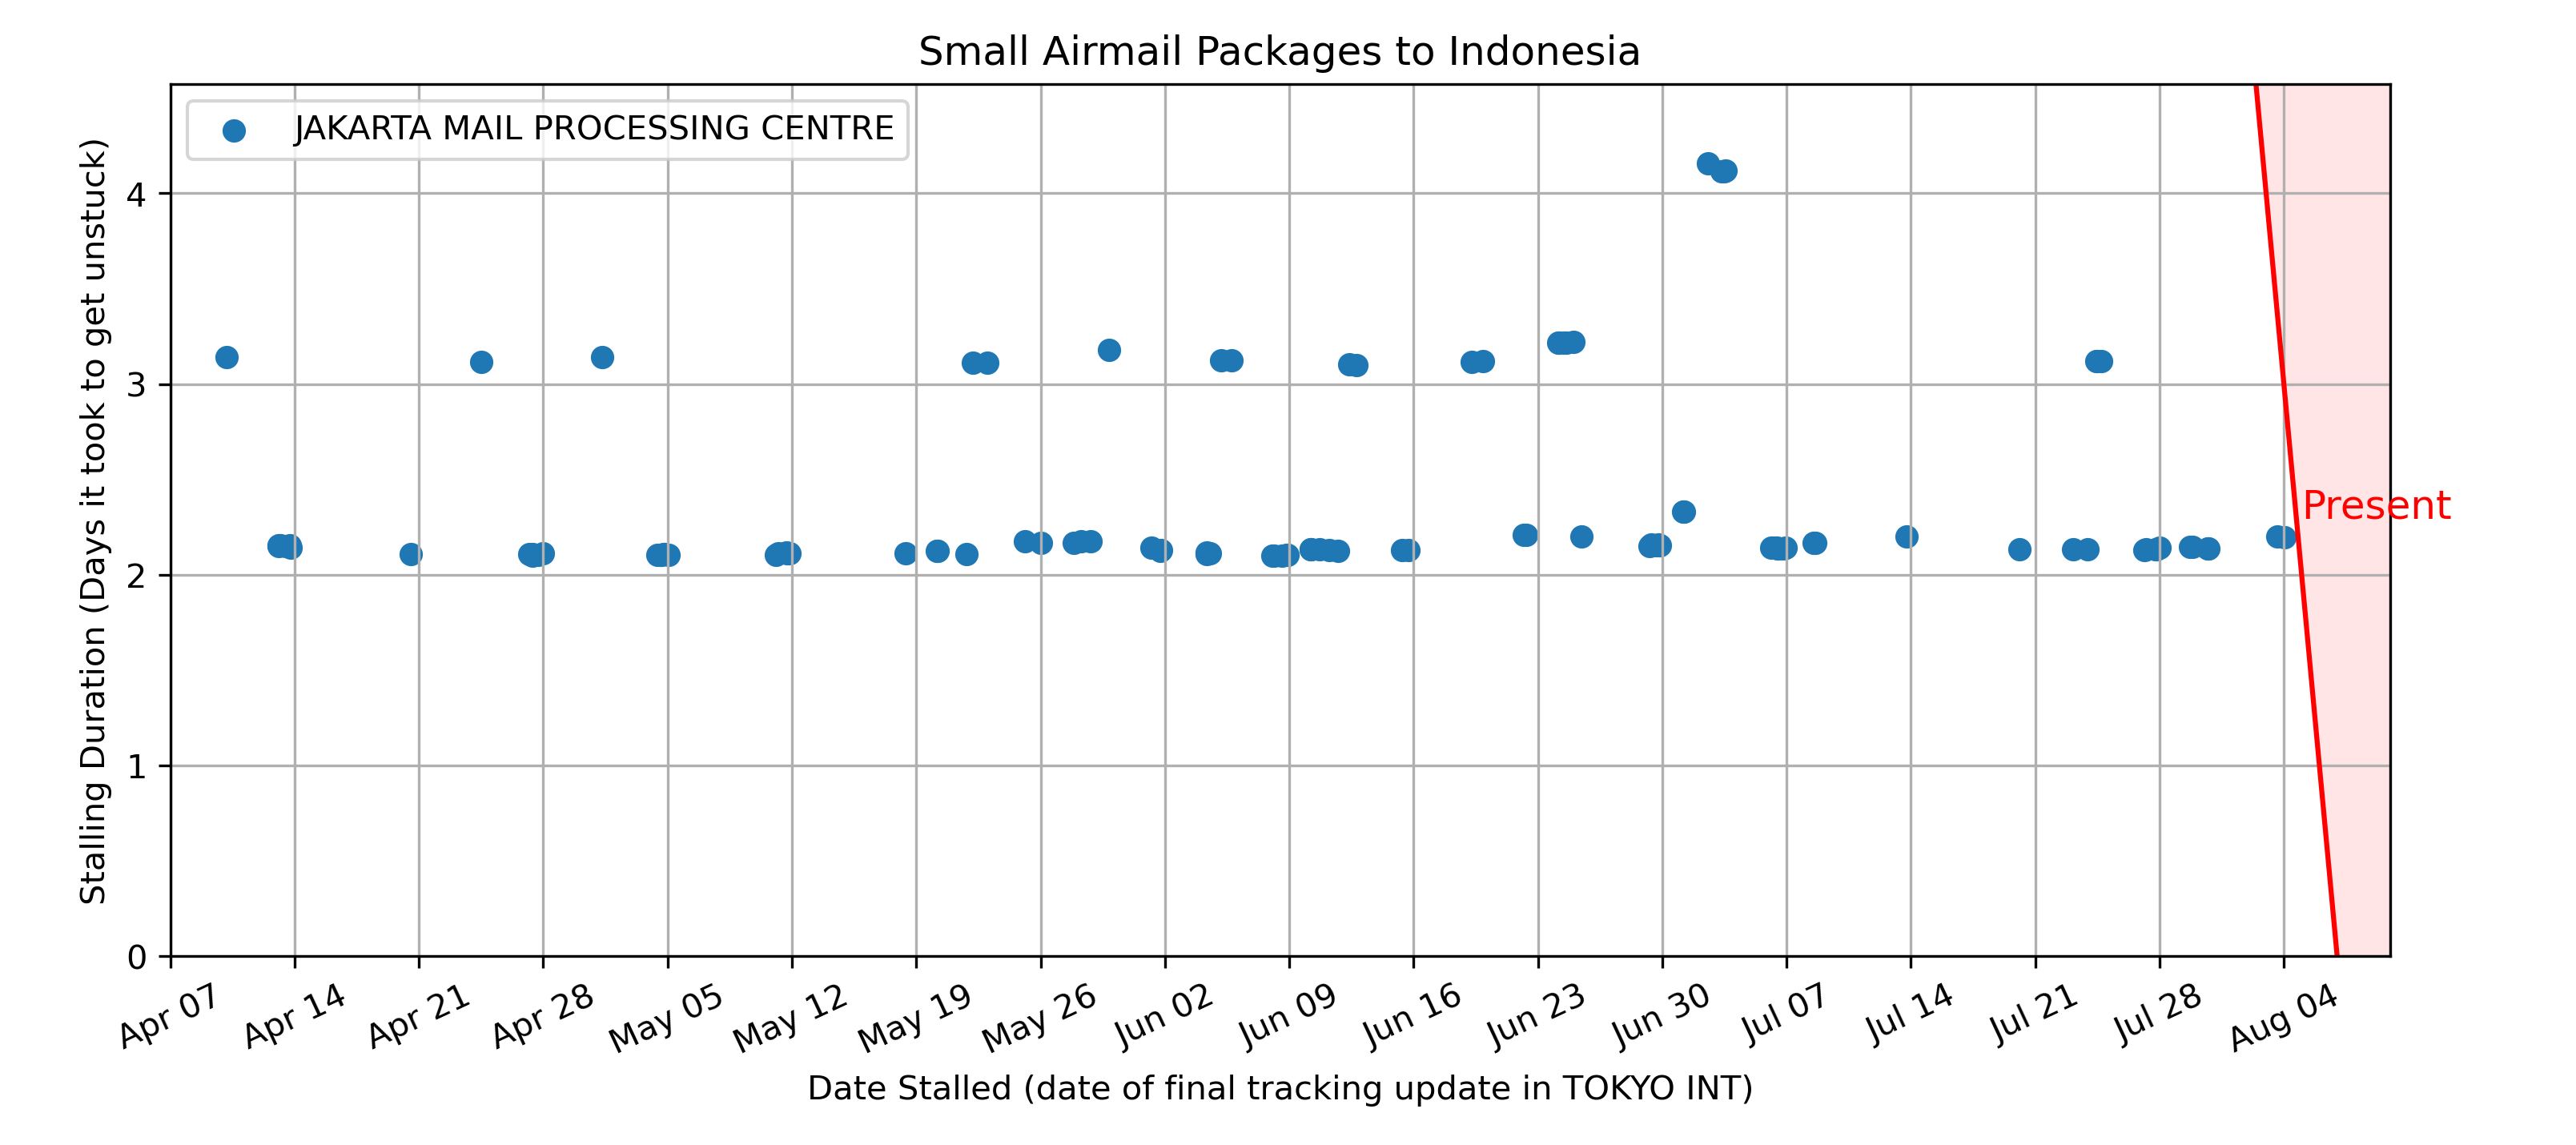 Small Airmail Packages to Indonesia
JAKARTA MAIL PROCESSING CENTRE
Stalling Duration (Days it took to get unstuck)
4
3
2
1
0
Present
Apr 07
Apr 14
Apr 21
Apr 28
May 05
May 12
May 19
May 26
Jun 02
Jun 09
Jun 16
Jun 23
Jun 30
Jul 07
Jul 14
Jul 21
Jul 28
Aug 04
Date Stalled (date of final tracking update in TOKYO INT)